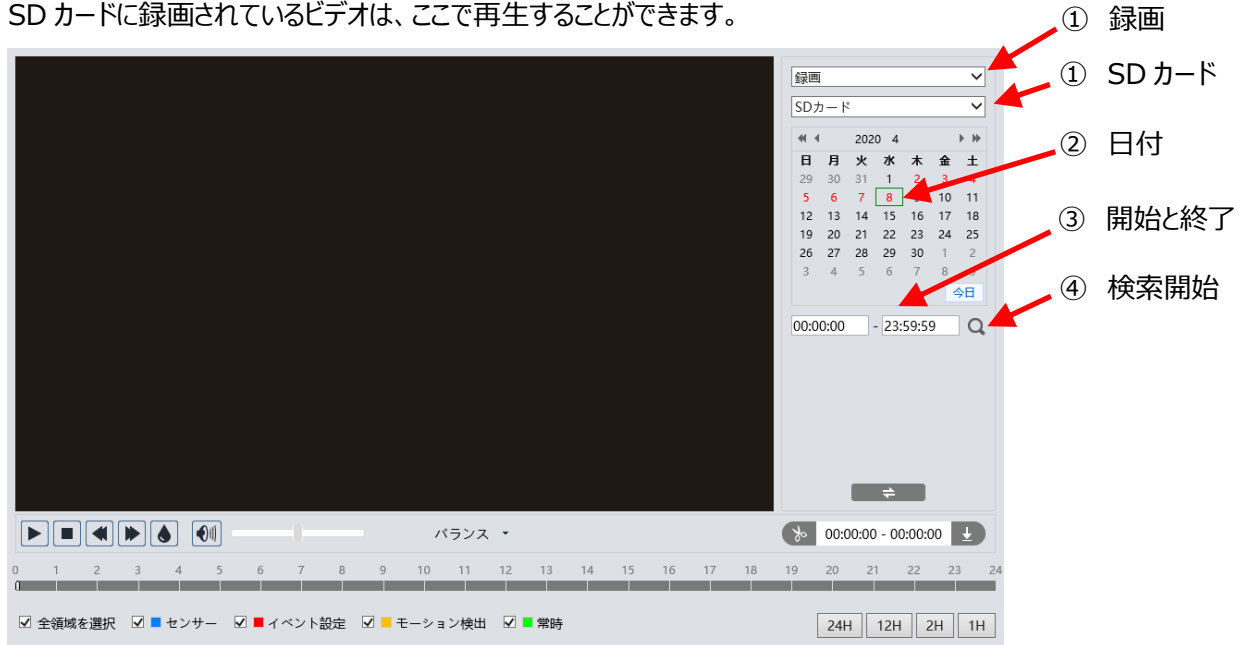 SD カードに録画されているビデオは、ここで再生することができます。
① 録画
① SD カード
② 日付
③ 開始と終了
④ 検索開始
録画
SDカード
2020 4
日 月 火 水 木 金 土
29 30 31 1 2 3 4
5 6 7 8 9 10 11
12 13 14 15 16 17 18
19 20 21 22 23 24 25
26 27 28 29 30 1 2
3 4 5 6 7 8
今日
00:00:00 - 23:59:59
バランス
00:00:00 - 00:00:00
0 1 2 3 4 5 6 7 8 9 10 11 12 13 14 15 16 17 18 19 20 21 22 23 24
全領域を選択 センサー イベント設定 モーション検出 常時
24H 12H 2H 1H